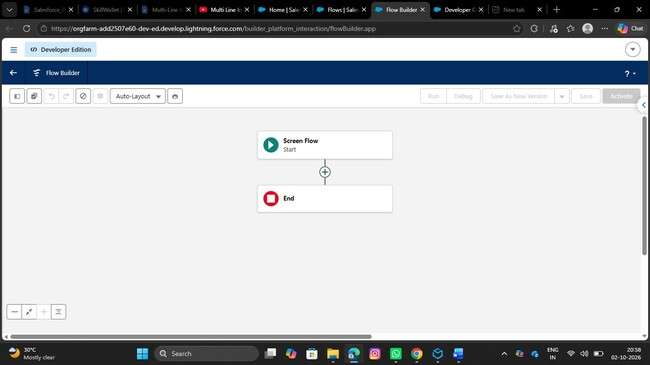 Salesforce_
SkillWallet
Multi-Line
Multi Line I
Home | Sale
Flows | Sale
Flow Builder
Developer
New tab
https://orgfarm-add2507e60-dev-ed.develop.lightning.force.com/builder_platform_interaction/flowBuilder.app
Chat
</> Developer Edition
Flow Builder
?
Auto-Layout
Run
Debug
Save As New Version
Save
Activate
Screen Flow
Start
End
30°C
Mostly clear
Search
ENG
IN
20:58
02-10-2026